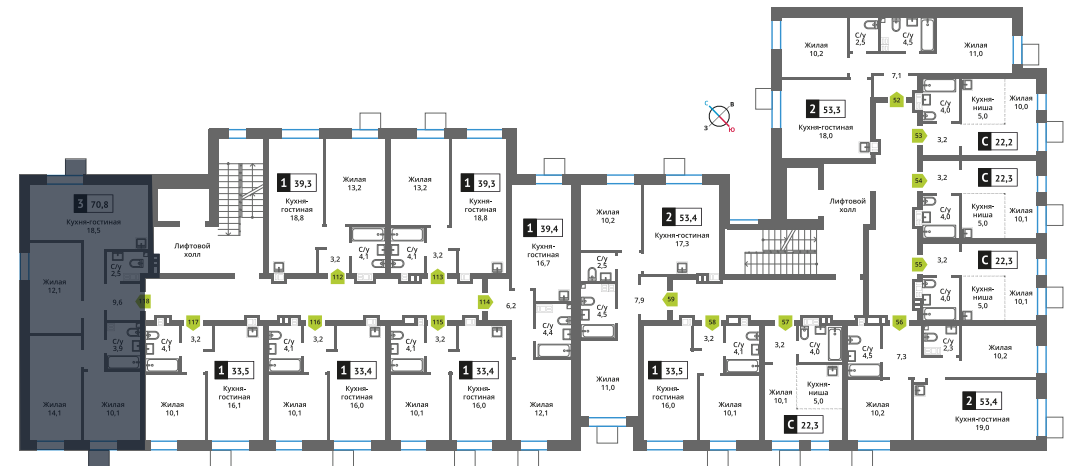 Жилая
10,2
С/у
2,5
С/у
4,5
Жилая
11,0
7,1
52
2 53,3
Кухня-гостиная
18,0
С/у
4,0
Кухня-
ниша
5,0
Жилая
10,0
53
3,2
С 22,2
54
3,2
С 22,3
С/у
4,0
Кухня-
ниша
5,0
Жилая
10,1
Лифтовой
холл
55
3,2
С 22,3
С/у
4,0
Кухня-
ниша
5,0
Жилая
10,1
С
В
З
Ю
3 70,8
Кухня-гостиная
18,5
Жилая
12,1
С/у
2,5
9,6
118
С/у
3,9
Жилая
14,1
Жилая
10,1
Лифтовой
холл
1 39,3
Кухня-
гостиная
18,8
Жилая
13,2
3,2
С/у
4,1
112
Жилая
13,2
1 39,3
Кухня-
гостиная
18,8
С/у
4,1
3,2
113
1 39,4
Кухня-
гостиная
16,7
114
6,2
С/у
4,4
Жилая
12,1
117
С/у
4,1
3,2
1 33,5
Кухня-
гостиная
16,1
Жилая
10,1
116
С/у
4,1
3,2
1 33,4
Кухня-
гостиная
16,0
Жилая
10,1
115
С/у
4,1
3,2
1 33,4
Кухня-
гостиная
16,0
Жилая
10,1
Жилая
10,2
2 53,4
Кухня-гостиная
17,3
С/у
2,5
7,9
59
С/у
4,5
Жилая
11,0
58
3,2
С/у
4,1
1 33,5
Кухня-
гостиная
16,0
Жилая
10,1
57
3,2
С/у
4,0
Жилая
10,1
Кухня-
ниша
5,0
С 22,3
56
С/у
4,5
7,3
С/у
2,3
Жилая
10,2
Жилая
10,2
2 53,4
Кухня-гостиная
19,0